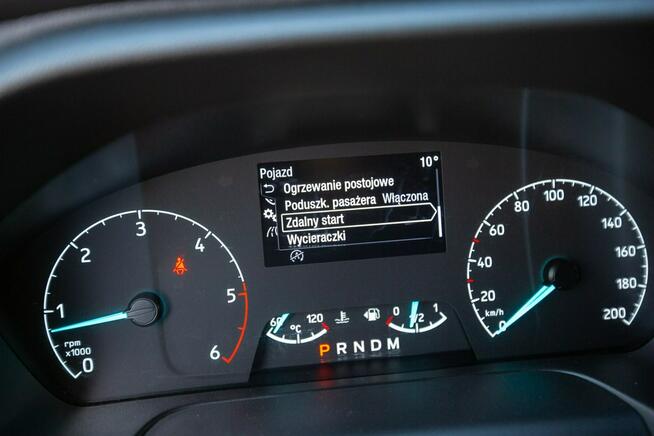 Pojazd 10°
Ogrzewanie postojowe
Poduszk. pasażera Włączona
Zdalny start
Wycieraczki
0 1 2 3 4 5 6
rpm
x1000
60 °C 120
0 1/2 1
P R N D M
0 20 40 60 80 100 120 140 160 180 200
km/h